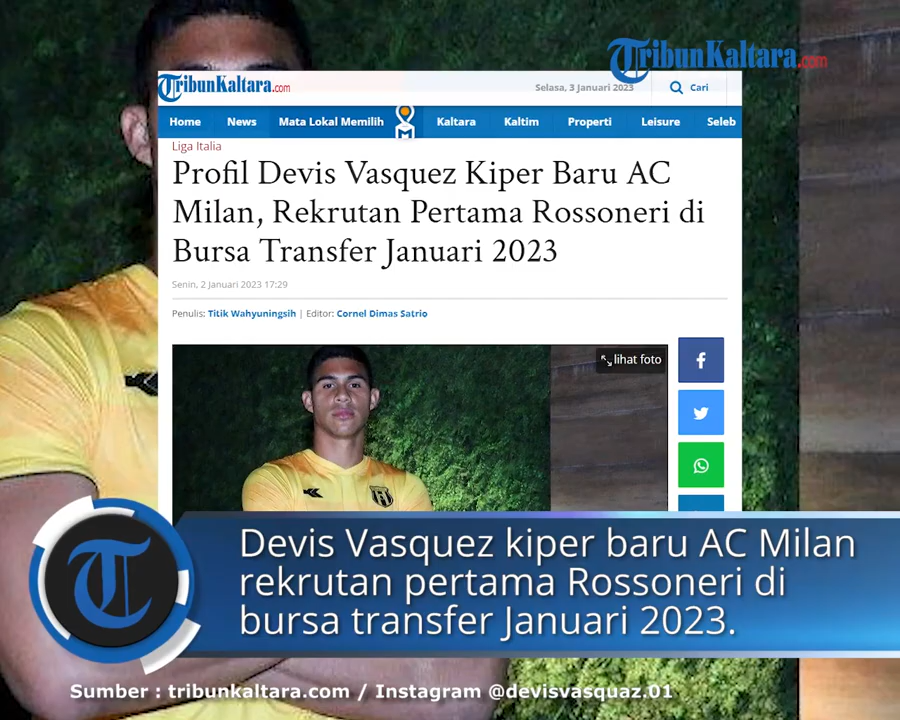 TribunKaltara.com
TribunKaltara.com
Selasa, 3 Januari 2023
Cari
Home News Mata Lokal Memilih M Kaltara Kaltim Properti Leisure Seleb
Liga Italia
Profil Devis Vasquez Kiper Baru AC
Milan, Rekrutan Pertama Rossoneri di
Bursa Transfer Januari 2023
Senin, 2 Januari 2023 17:29
Penulis: Titik Wahyuningsih | Editor: Cornel Dimas Satrio
lihat foto
f
T
Devis Vasquez kiper baru AC Milan
rekrutan pertama Rossoneri di
bursa transfer Januari 2023.
Sumber : tribunkaltara.com / Instagram @devisvasquaz.01